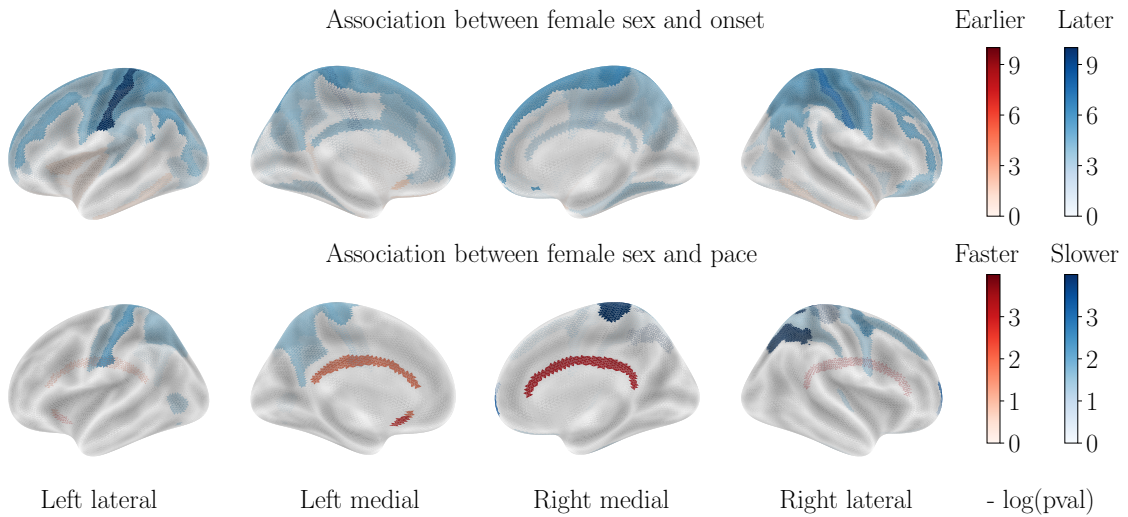 Association between female sex and onset
Earlier Later
9 9
6 6
3 3
0 0
Association between female sex and pace
Faster Slower
3 3
2 2
1 1
0 0
Left lateral Left medial Right medial Right lateral - log(pval)